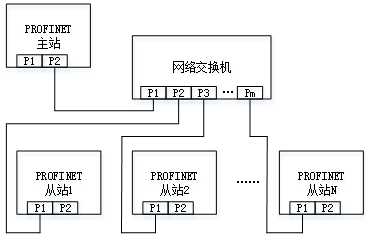 PROFINET
主站
P1 P2
网络交换机
P1 P2 P3 … Pm
PROFINET
从站1
P1 P2
PROFINET
从站2
P1 P2
……
PROFINET
从站N
P1 P2